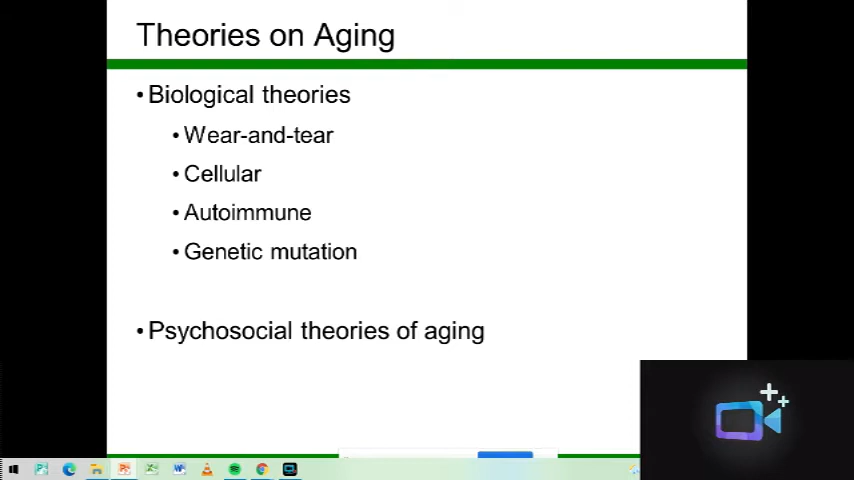 Theories on Aging
• Biological theories
• Wear-and-tear
• Cellular
• Autoimmune
• Genetic mutation
• Psychosocial theories of aging